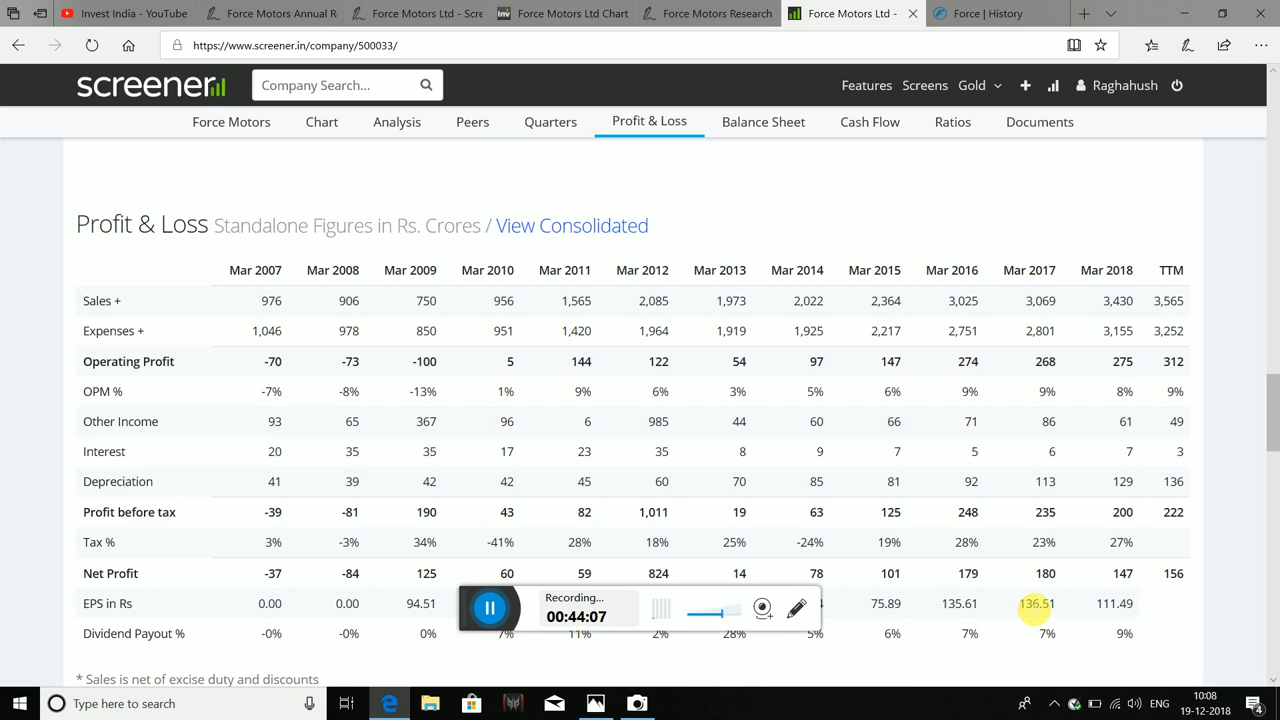 Invest India - YouTube
Force Motors Annual R
Force Motors Ltd - Scre
Force Motors Ltd Chart
Force Motors Research
Force Motors Ltd -
Force | History
https://www.screener.in/company/500033/
screener
Company Search...
Features Screens Gold Raghahush
Force Motors Chart Analysis Peers Quarters Profit & Loss Balance Sheet Cash Flow Ratios Documents
Profit & Loss Standalone Figures in Rs. Crores / View Consolidated
Mar 2007 Mar 2008 Mar 2009 Mar 2010 Mar 2011 Mar 2012 Mar 2013 Mar 2014 Mar 2015 Mar 2016 Mar 2017 Mar 2018 TTM
Sales + 976 906 750 956 1,565 2,085 1,973 2,022 2,364 3,025 3,069 3,430 3,565
Expenses + 1,046 978 850 951 1,420 1,964 1,919 1,925 2,217 2,751 2,801 3,155 3,252
Operating Profit -70 -73 -100 5 144 122 54 97 147 274 268 275 312
OPM % -7% -8% -13% 1% 9% 6% 3% 5% 6% 9% 9% 8% 9%
Other Income 93 65 367 96 6 985 44 60 66 71 86 61 49
Interest 20 35 35 17 23 35 8 9 7 5 6 7 3
Depreciation 41 39 42 42 45 60 70 85 81 92 113 129 136
Profit before tax -39 -81 190 43 82 1,011 19 63 125 248 235 200 222
Tax % 3% -3% 34% -41% 28% 18% 25% -24% 19% 28% 23% 27%
Net Profit -37 -84 125 60 59 824 14 78 101 179 180 147 156
EPS in Rs 0.00 0.00 94.51 75.89 135.61 136.51 111.49
Recording...
00:44:07
Dividend Payout % -0% -0% 0% 7% 11% 2% 28% 5% 6% 7% 7% 9%
* Sales is net of excise duty and discounts
Type here to search
ENG
10:08
19-12-2018